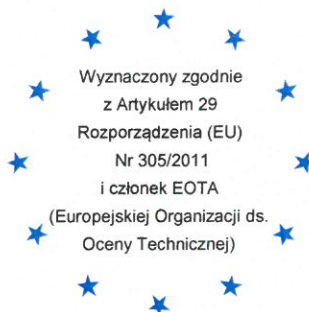 Wyznaczony zgodnie
z Artykułem 29
Rozporządzenia (EU)
Nr 305/2011
i członek EOTA
(Europejskiej Organizacji ds.
Oceny Technicznej)